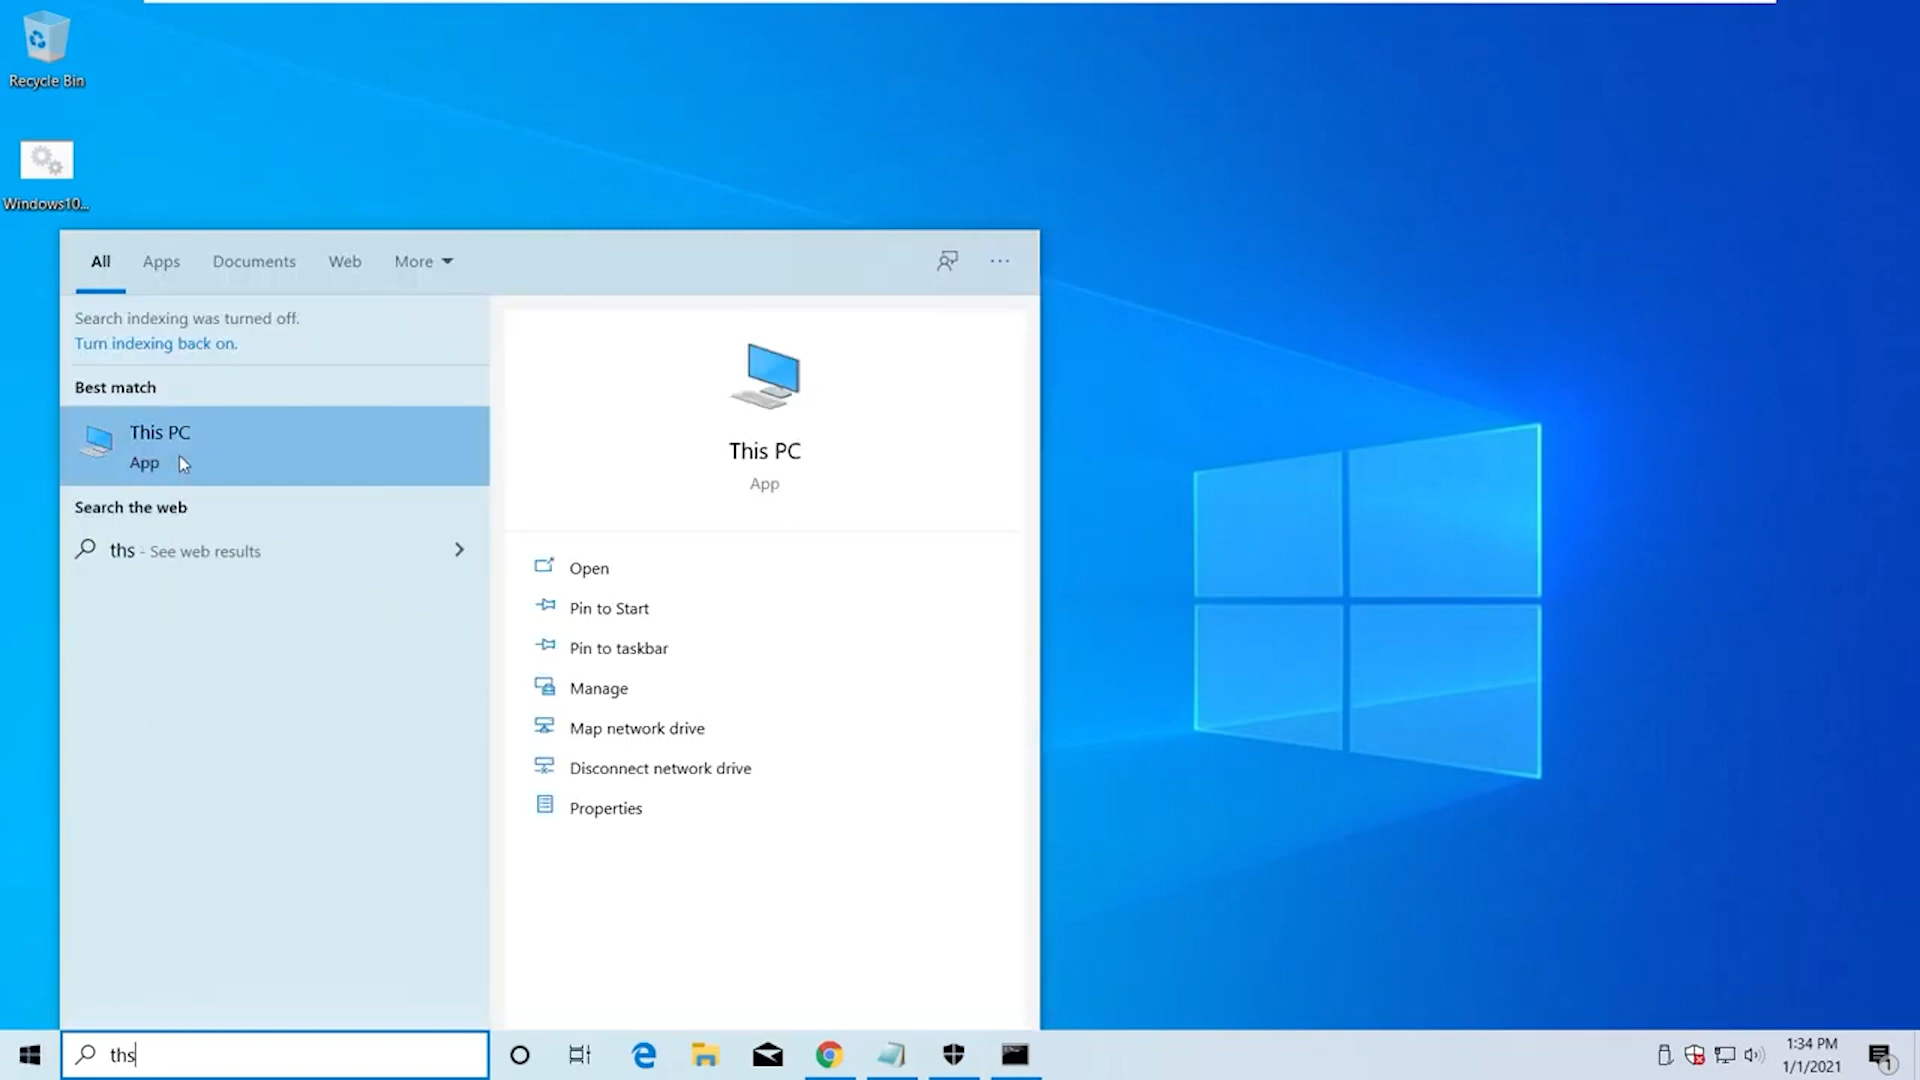 Recycle Bin
Windows10...
All Apps Documents Web More ...
Search indexing was turned off.
Turn indexing back on.
Best match
This PC
App
Search the web
ths - See web results
This PC
App
Open
Pin to Start
Pin to taskbar
Manage
Map network drive
Disconnect network drive
Properties
ths
1:34 PM
1/1/2021
1